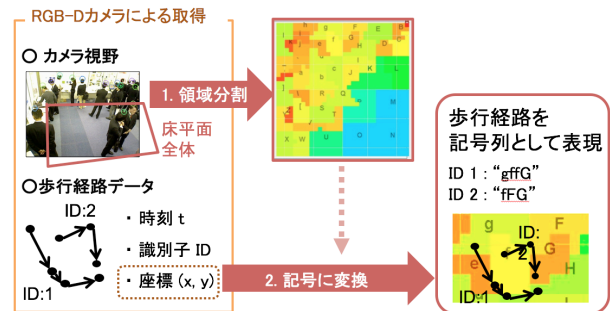 RGB-Dカメラによる取得
○ カメラ視野
床平面
全体
○歩行経路データ
ID:2
ID:1
・ 時刻 t
・ 識別子 ID
・ 座標 (x, y)
1. 領域分割
2. 記号に変換
K
L
M
N
O
U
W
X
歩行経路を
記号列として表現
ID 1 : “gffG”
ID 2 : “fFG”
g
F
ID:
2
e
G
H
ID:1